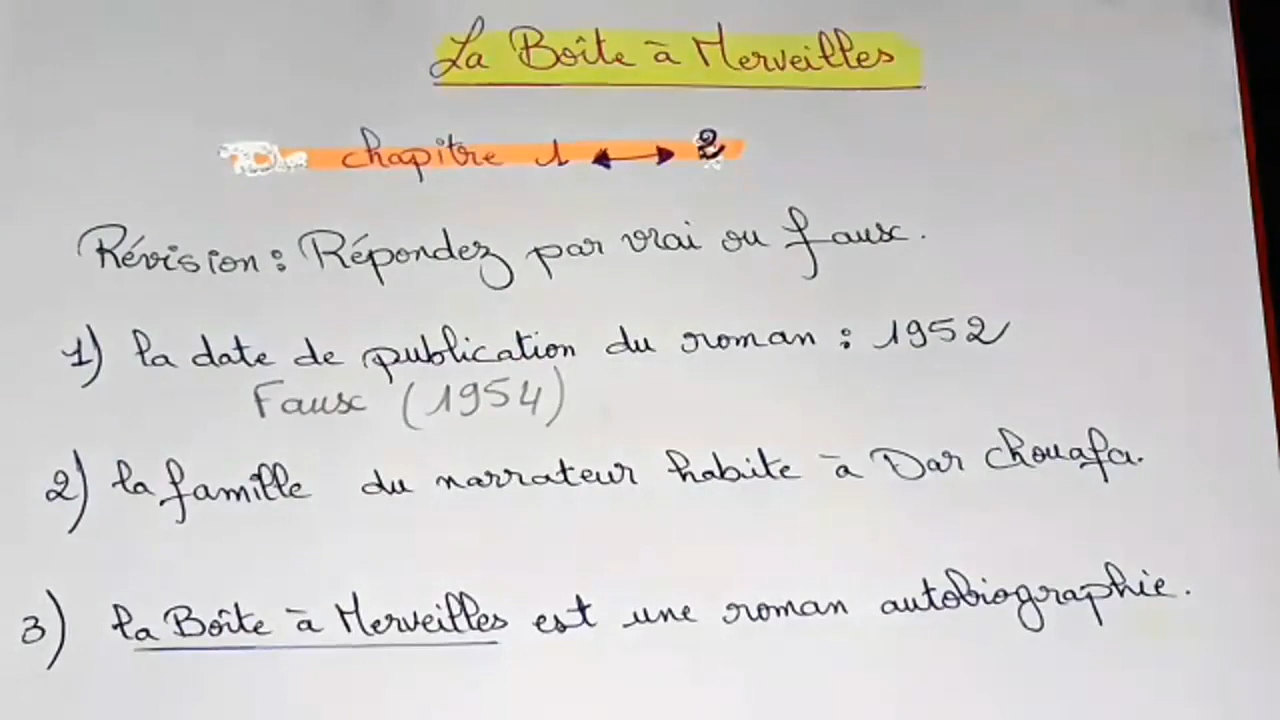 La Boîte à Merveilles
chapitre 1 ↔ 2
Révision : Répondez par vrai ou faux.
1) la date de publication du roman : 1952
Faux (1954)
2) la famille du narrateur habite à Dar Chouafa.
3) la Boîte à Merveilles est une roman autobiographie.